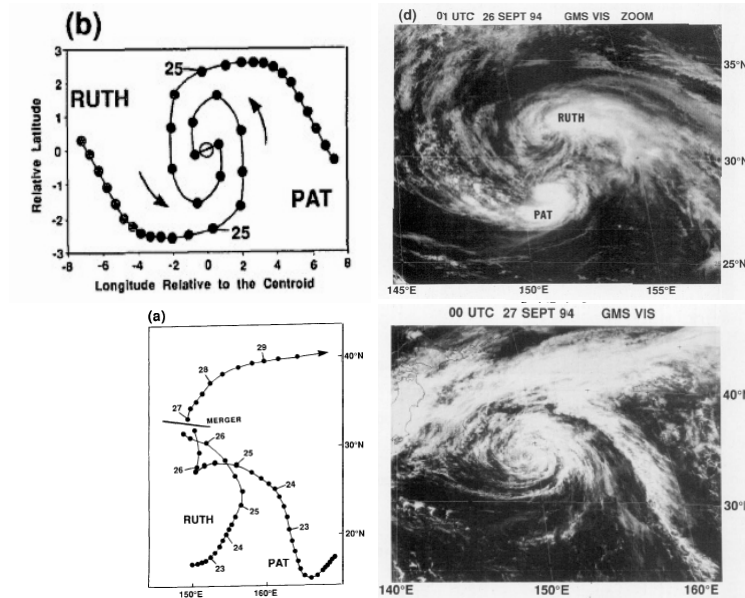 (b)
3
2
1
0
-1
-2
-3
Relative Latitude
RUTH
25
PAT
25
-8 -6 -4 -2 0 2 4 6 8
Longitude Relative to the Centroid
(d) 01 UTC 26 SEPT 94 GMS VIS ZOOM
35°N
RUTH
30°N
PAT
25°N
145°E 150°E 155°E
(a)
29
40°N
28
27
MERGER
26
30°N
26
25
24
RUTH
25
23
24
20°N
23
PAT
150°E 160°E
00 UTC 27 SEPT 94 GMS VIS
40°N
30°N
140°E 150°E 160°E